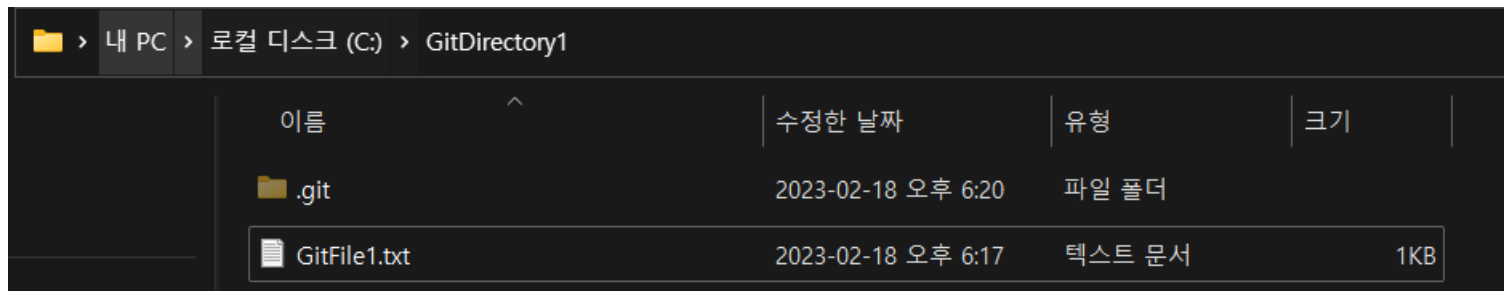 내 PC > 로컬 디스크 (C:) > GitDirectory1
이름 수정한 날짜 유형 크기
.git 2023-02-18 오후 6:20 파일 폴더
GitFile1.txt 2023-02-18 오후 6:17 텍스트 문서 1KB